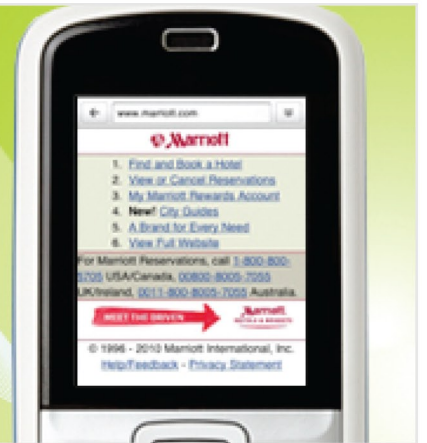 www.marriott.com
Marriott
1. Find and Book a Hotel
2. View or Cancel Reservations
3. My Marriott Rewards Account
4. New! City Guides
5. A Brand for Every Need
6. View Full Website
For Marriott Reservations, call 1-800-800-
5705 USA/Canada, 00800-8005-7055
UK/Ireland, 0011-800-8005-7055 Australia.
MEET THE DRIVEN
Marriott
HOTELS & RESORTS
© 1996 - 2010 Marriott International, Inc.
Help/Feedback - Privacy Statement